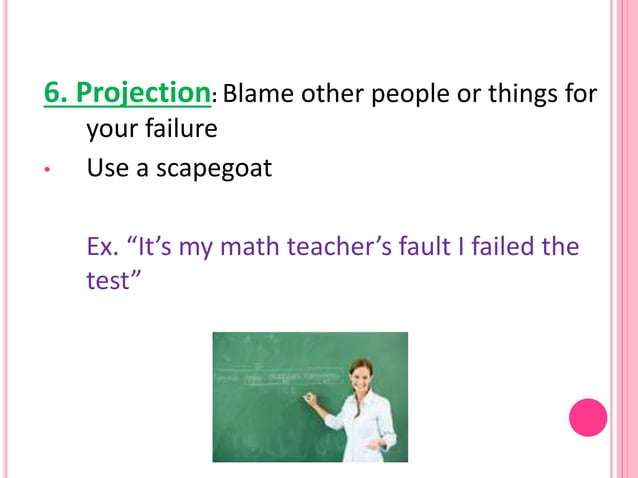 6. Projection: Blame other people or things for
your failure
• Use a scapegoat
Ex. “It’s my math teacher’s fault I failed the
test”